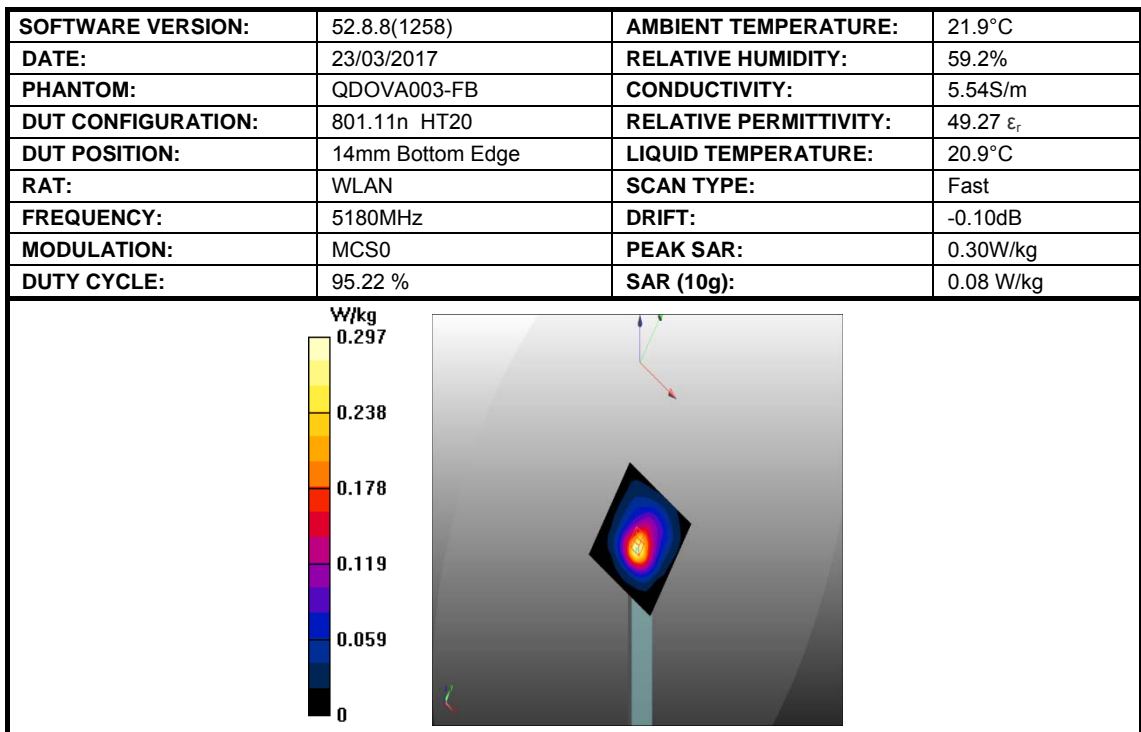 SOFTWARE VERSION: 52.8.8(1258) AMBIENT TEMPERATURE: 21.9°C
DATE: 23/03/2017 RELATIVE HUMIDITY: 59.2%
PHANTOM: QDOVA003-FB CONDUCTIVITY: 5.54S/m
DUT CONFIGURATION: 801.11n HT20 RELATIVE PERMITTIVITY: 49.27 εr
DUT POSITION: 14mm Bottom Edge LIQUID TEMPERATURE: 20.9°C
RAT: WLAN SCAN TYPE: Fast
FREQUENCY: 5180MHz DRIFT: -0.10dB
MODULATION: MCS0 PEAK SAR: 0.30W/kg
DUTY CYCLE: 95.22 % SAR (10g): 0.08 W/kg
W/kg
0.297
0.238
0.178
0.119
0.059
0